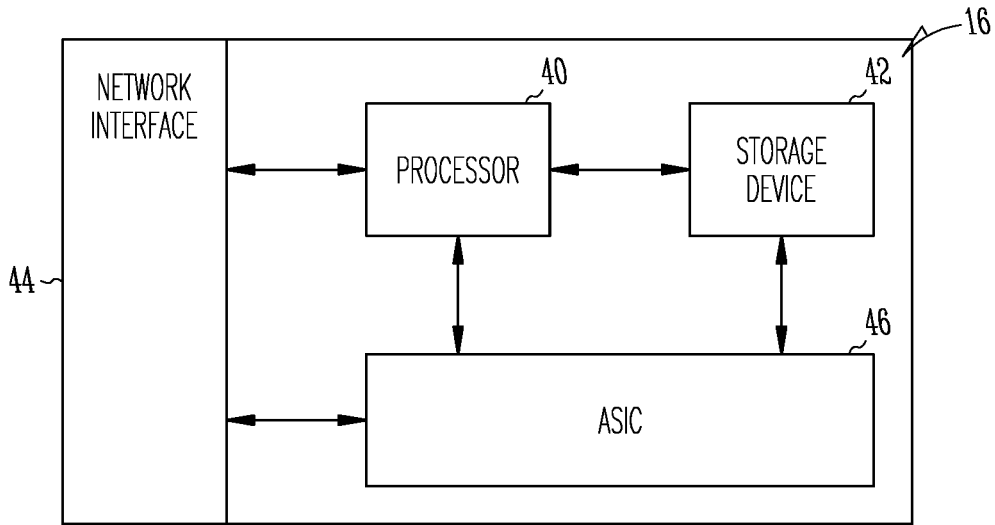 16
NETWORK
INTERFACE
40
42
PROCESSOR
STORAGE
DEVICE
44
46
ASIC